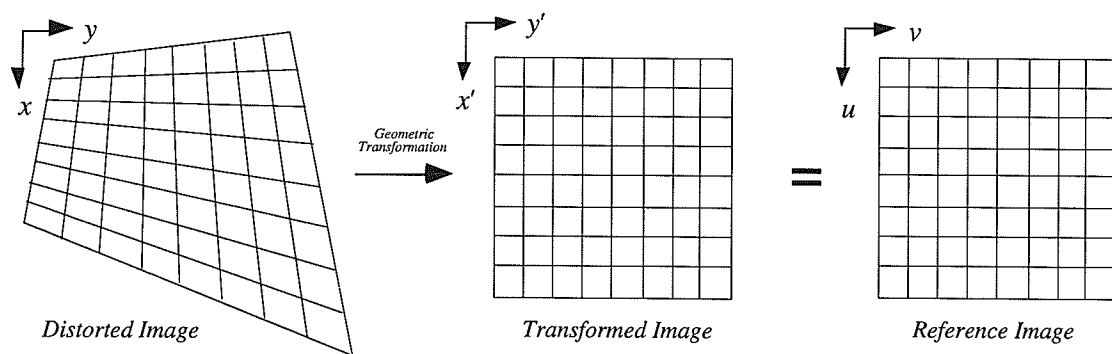 y
x
Distorted Image
Geometric
Transformation
y'
x'
Transformed Image
=
v
u
Reference Image